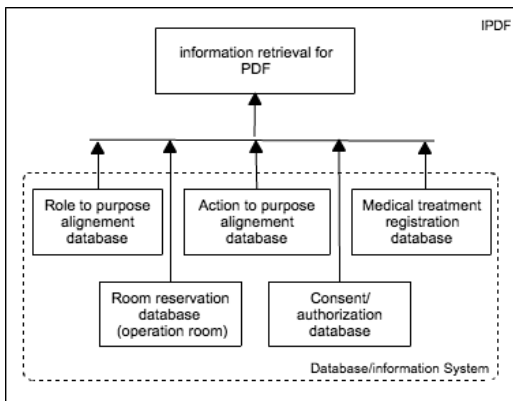 IPDF
information retrieval for
PDF
Role to purpose
alignement
database
Action to purpose
alignement
database
Medical treatment
registration
database
Room reservation
database
(operation room)
Consent/
authorization
database
Database/information System